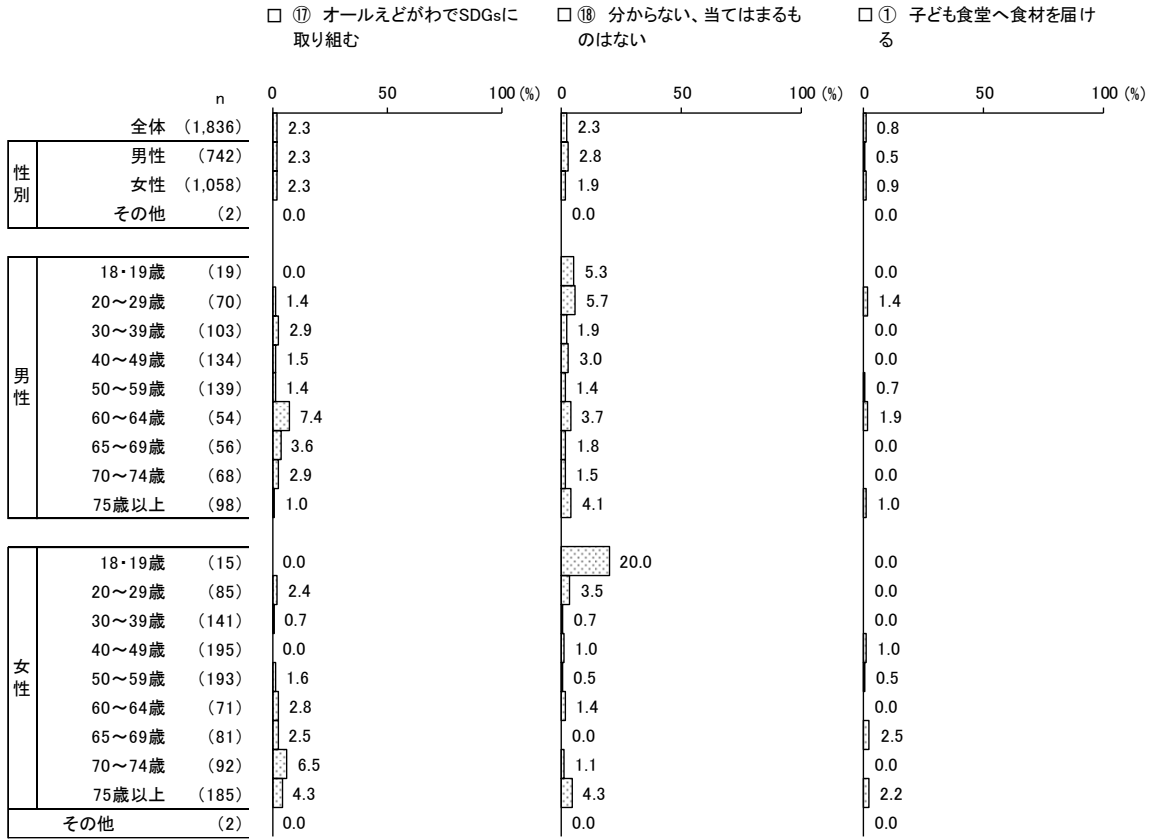 □ ⑰ オールえどがわでSDGsに
取り組む
□ ⑱ 分からない、当てはまるも
のはない
□ ① 子ども食堂へ食材を届け
る
n 0 50 100 (%) 0 50 100 (%) 0 50 100 (%)
全体 (1,836) 2.3 2.3 0.8
性別
男性 (742) 2.3 2.8 0.5
女性 (1,058) 2.3 1.9 0.9
その他 (2) 0.0 0.0 0.0
男性
18・19歳 (19) 0.0 5.3 0.0
20～29歳 (70) 1.4 5.7 1.4
30～39歳 (103) 2.9 1.9 0.0
40～49歳 (134) 1.5 3.0 0.0
50～59歳 (139) 1.4 1.4 0.7
60～64歳 (54) 7.4 3.7 1.9
65～69歳 (56) 3.6 1.8 0.0
70～74歳 (68) 2.9 1.5 0.0
75歳以上 (98) 1.0 4.1 1.0
女性
18・19歳 (15) 0.0 20.0 0.0
20～29歳 (85) 2.4 3.5 0.0
30～39歳 (141) 0.7 0.7 0.0
40～49歳 (195) 0.0 1.0 1.0
50～59歳 (193) 1.6 0.5 0.5
60～64歳 (71) 2.8 1.4 0.0
65～69歳 (81) 2.5 0.0 2.5
70～74歳 (92) 6.5 1.1 0.0
75歳以上 (185) 4.3 4.3 2.2
その他 (2) 0.0 0.0 0.0